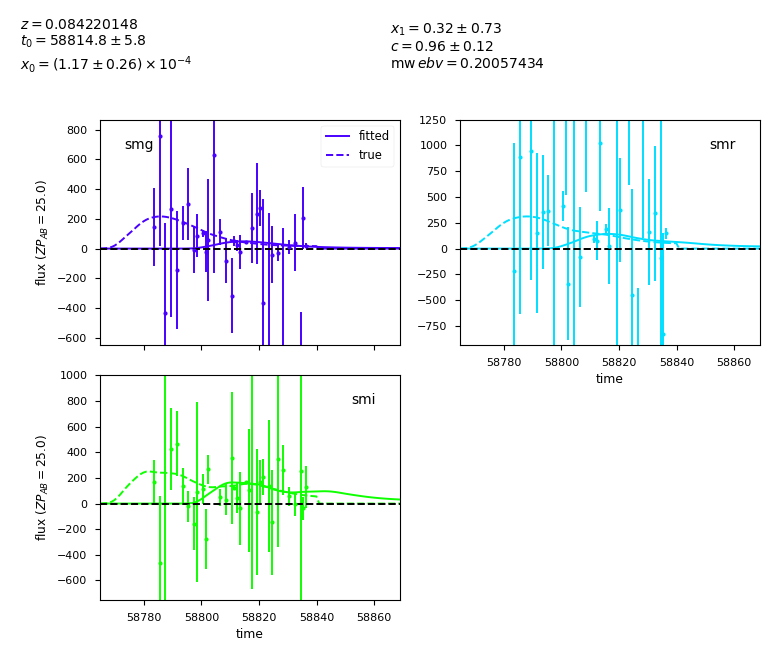 z = 0.084220148
t₀ = 58814.8 ± 5.8
x₀ = (1.17 ± 0.26) × 10⁻⁴
x₁ = 0.32 ± 0.73
c = 0.96 ± 0.12
mw ebv = 0.20057434
smg
fitted
true
flux (ZP_AB = 25.0)
800
600
400
200
0
−200
−400
−600
smr
1250
1000
750
500
250
0
−250
−500
−750
58780 58800 58820 58840 58860
time
smi
flux (ZP_AB = 25.0)
1000
800
600
400
200
0
−200
−400
−600
58780 58800 58820 58840 58860
time